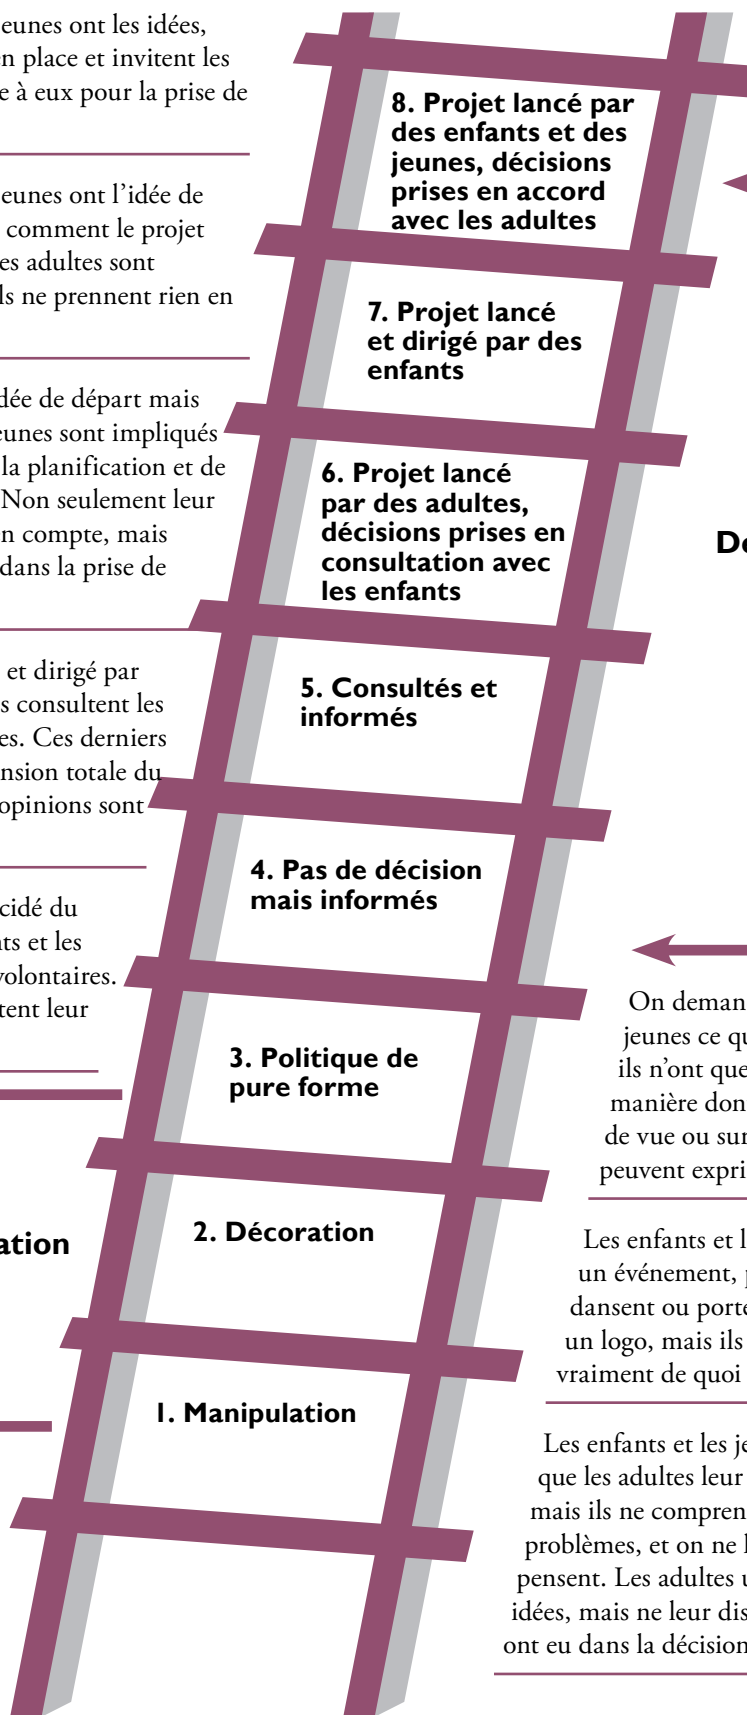 eunes ont les idées,
en place et invitent les
e à eux pour la prise de
eunes ont l’idée de
comment le projet
es adultes sont
ls ne prennent rien en
dée de départ mais
eunes sont impliqués
la planification et de
Non seulement leur
en compte, mais
dans la prise de
et dirigé par
s consultent les
es. Ces derniers
nsion totale du
opinions sont
cidé du
nts et les
volontaires.
tent leur
ation
8. Projet lancé par
des enfants et des
jeunes, décisions
prises en accord
avec les adultes
7. Projet lancé
et dirigé par des
enfants
6. Projet lancé
par des adultes,
décisions prises en
consultation avec
les enfants
5. Consultés et
informés
4. Pas de décision
mais informés
3. Politique de
pure forme
2. Décoration
1. Manipulation
De
On deman
jeunes ce qu
ils n’ont que
manière don
de vue ou sur
peuvent expri
Les enfants et l
un événement, p
dansent ou porte
un logo, mais ils
vraiment de quoi
Les enfants et les je
que les adultes leur
mais ils ne compren
problèmes, et on ne l
pensent. Les adultes u
idées, mais ne leur dis
ont eu dans la décision